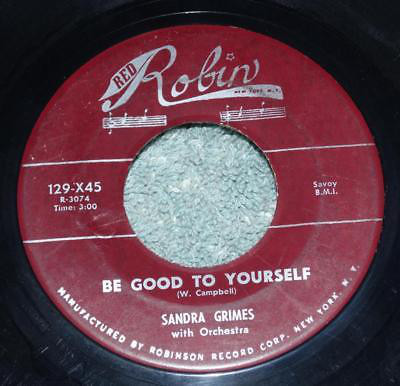 RED
Robin
NEW YORK, N.Y.
129-X45
R-3074
Time: 3:00
Savoy
B.M.I.
BE GOOD TO YOURSELF
(W. Campbell)
SANDRA GRIMES
with Orchestra
MANUFACTURED BY ROBINSON RECORD CORP. NEW YORK, N. Y.